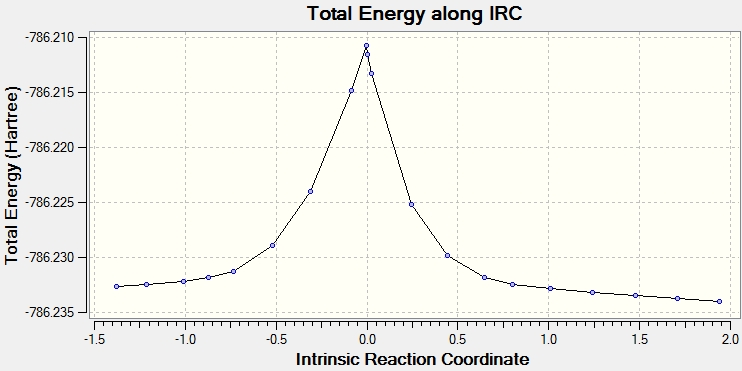 Total Energy along IRC
Total Energy (Hartree)
-786.210
-786.215
-786.220
-786.225
-786.230
-786.235
-1.5 -1.0 -0.5 0.0 0.5 1.0 1.5 2.0
Intrinsic Reaction Coordinate